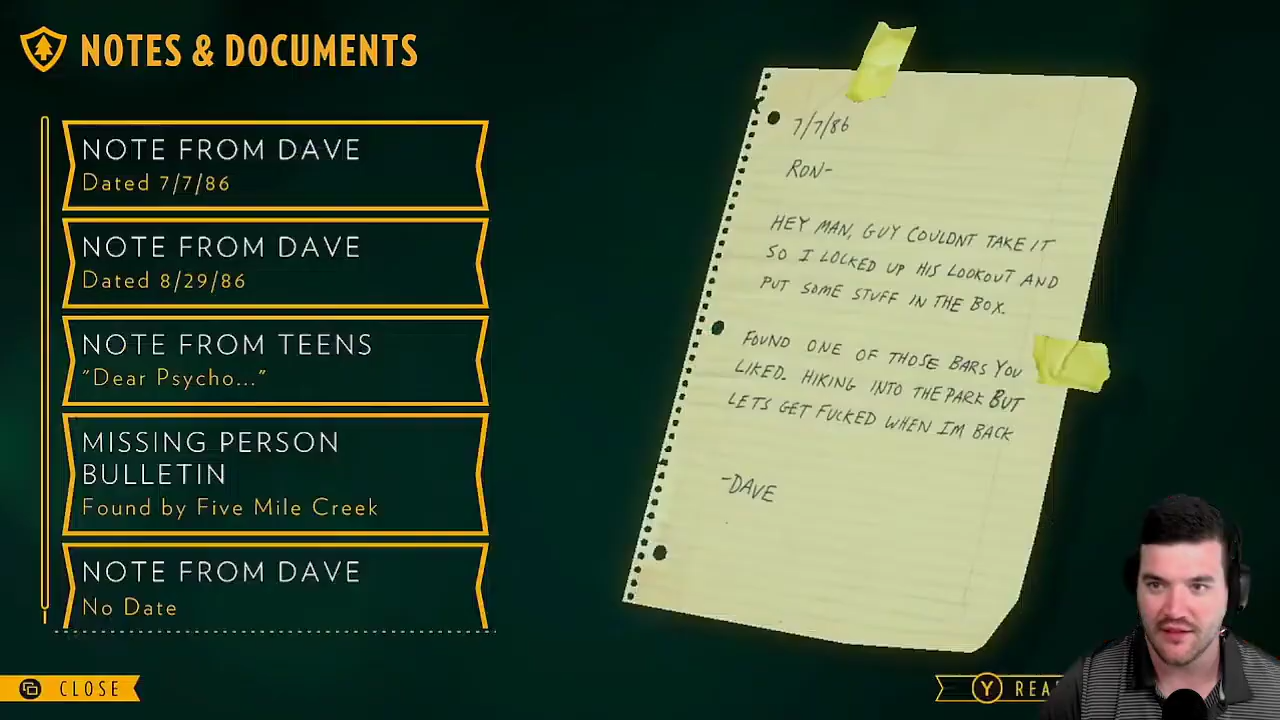 NOTES & DOCUMENTS
NOTE FROM DAVE
Dated 7/7/86
NOTE FROM DAVE
Dated 8/29/86
NOTE FROM TEENS
"Dear Psycho..."
MISSING PERSON
BULLETIN
Found by Five Mile Creek
NOTE FROM DAVE
No Date
CLOSE
7/7/86
RON-
HEY MAN, GUY COULDNT TAKE IT
SO I LOCKED UP HIS LOOKOUT AND
PUT SOME STUFF IN THE BOX.
FOUND ONE OF THOSE BARS YOU
LIKED. HIKING INTO THE PARK BUT
LETS GET FUCKED WHEN IM BACK
-DAVE
Y